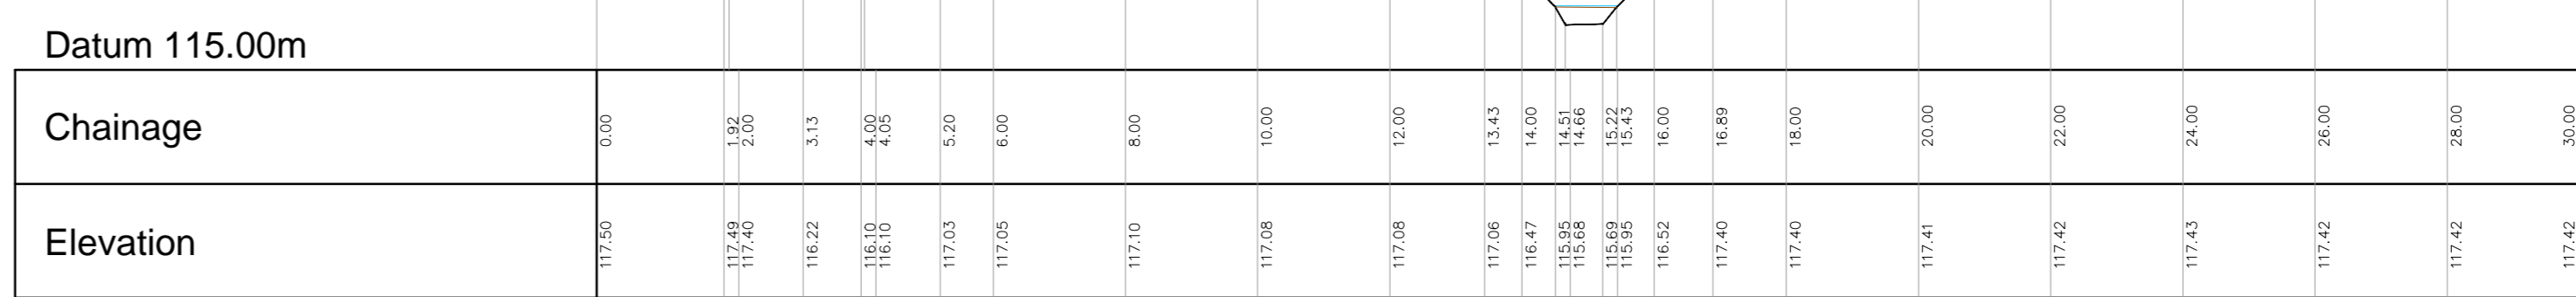 Datum 115.00m
Chainage 0.00 1.92 2.00 3.13 4.00 4.05 5.20 6.00 8.00 10.00 12.00 13.43 14.00 14.51 14.66 15.22 15.43 16.00 16.89 18.00 20.00 22.00 24.00 26.00 28.00 30.00
Elevation 117.50 117.49 117.40 116.22 116.10 116.10 117.03 117.05 117.10 117.08 117.08 117.06 116.47 115.95 115.68 115.69 115.95 116.52 117.40 117.40 117.41 117.42 117.43 117.42 117.42 117.42